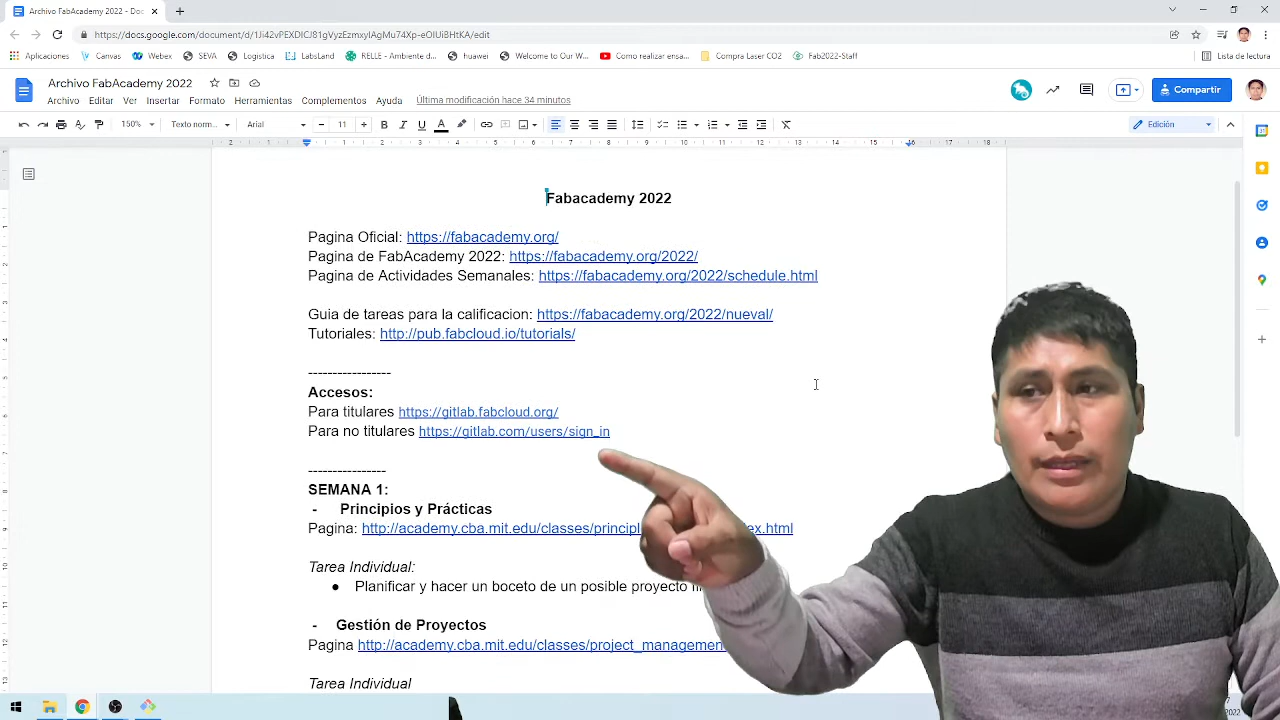 Archivo FabAcademy 2022 - Doc
https://docs.google.com/document/d/1Ji42vPEXDICJ81gVyzEzmxylAgMu74Xp-eOIUi8HtKA/edit
Aplicaciones Canvas Weber SEVA Logistica LabsLand RELLE - Ambiente d... huawei Welcome to Our W... Como realizar ensa... Compra Laser CO2 Fab2022-Staff Lista de lectura
Archivo FabAcademy 2022
Archivo Editar Ver Insertar Formato Herramientas Complementos Ayuda Última modificación hace 34 minutos
Compartir
150% Texto norm... Arial 11 Edición
Fabacademy 2022
Pagina Oficial: https://fabacademy.org/
Pagina de FabAcademy 2022: https://fabacademy.org/2022/
Pagina de Actividades Semanales: https://fabacademy.org/2022/schedule.html
Guia de tareas para la calificacion: https://fabacademy.org/2022/nueval/
Tutoriales: http://pub.fabcloud.io/tutorials/
-----------------
Accesos:
Para titulares https://gitlab.fabcloud.org/
Para no titulares https://gitlab.com/users/sign_in
----------------
SEMANA 1:
- Principios y Prácticas
Pagina: http://academy.cba.mit.edu/classes/principl ex.html
Tarea Individual:
● Planificar y hacer un boceto de un posible proyecto
- Gestión de Proyectos
Pagina http://academy.cba.mit.edu/classes/project_managemen
Tarea Individual